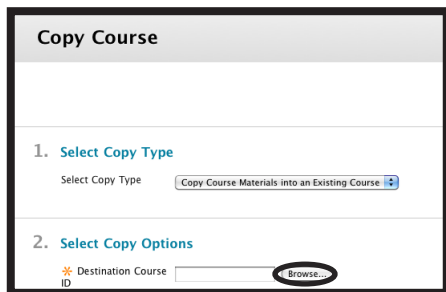 Copy Course
1. Select Copy Type
Select Copy Type Copy Course Materials into an Existing Course
2. Select Copy Options
Destination Course Browse...
ID